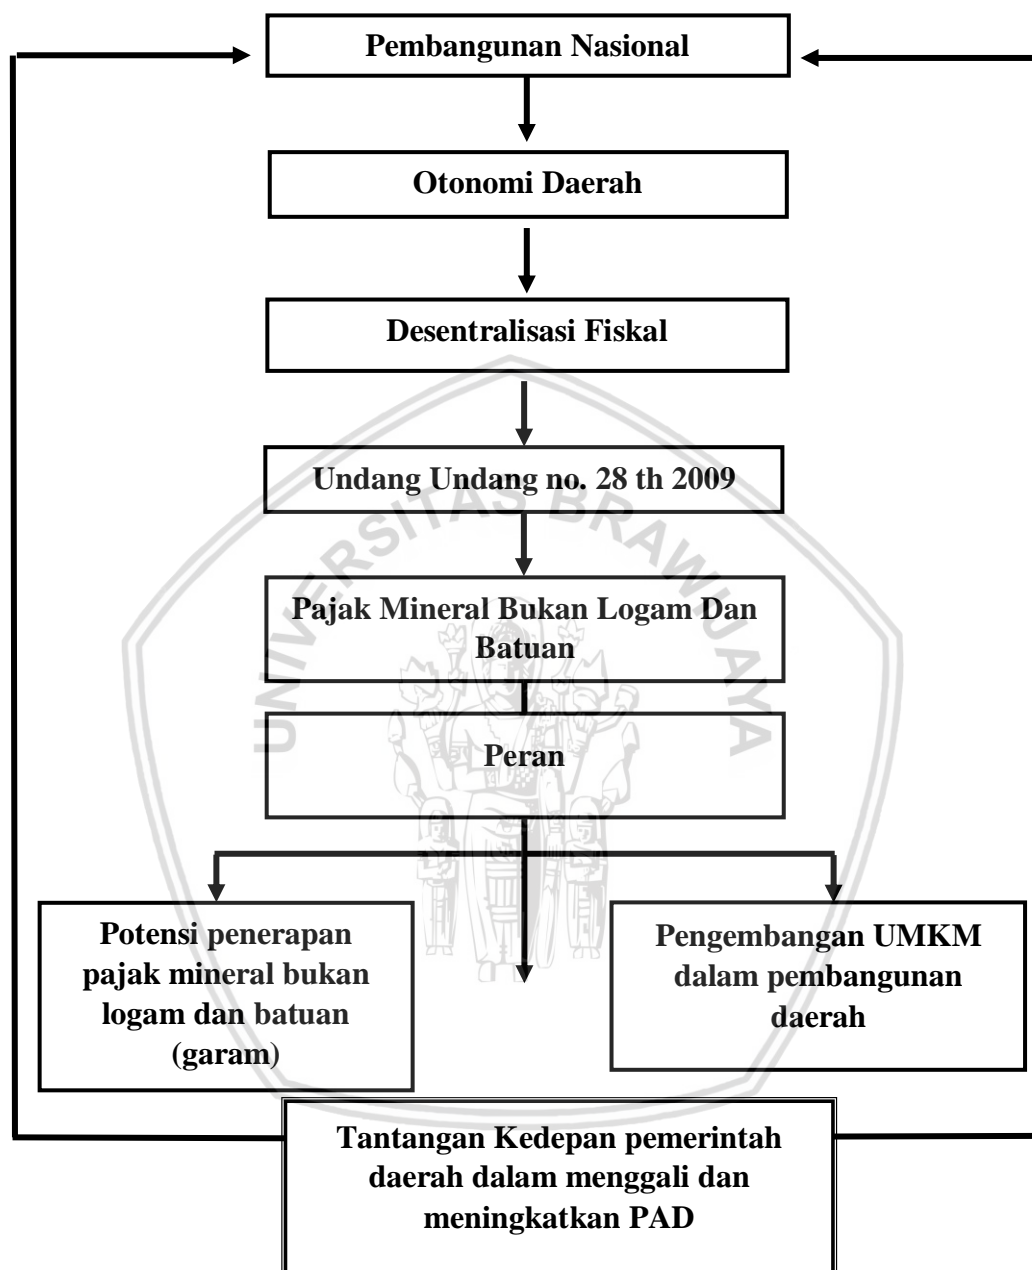 Pembangunan Nasional
Otonomi Daerah
Desentralisasi Fiskal
Undang Undang no. 28 th 2009
UNIVERSITAS BRAWIJAYA
Pajak Mineral Bukan Logam Dan
Batuan
Peran
Potensi penerapan
pajak mineral bukan
logam dan batuan
(garam)
Pengembangan UMKM
dalam pembangunan
daerah
Tantangan Kedepan pemerintah
daerah dalam menggali dan
meningkatkan PAD